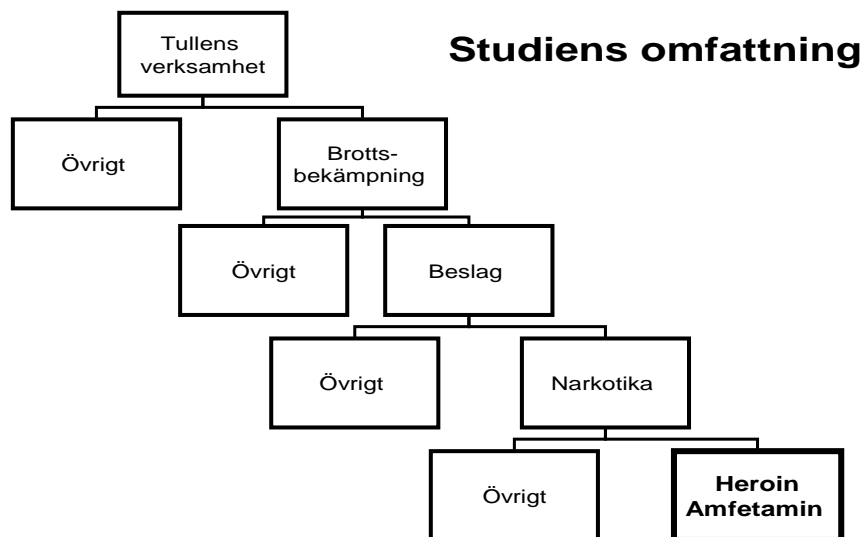 Studiens omfattning
Tullens
verksamhet
Övrigt
Brotts-
bekämpning
Övrigt
Beslag
Övrigt
Narkotika
Övrigt
Heroin
Amfetamin